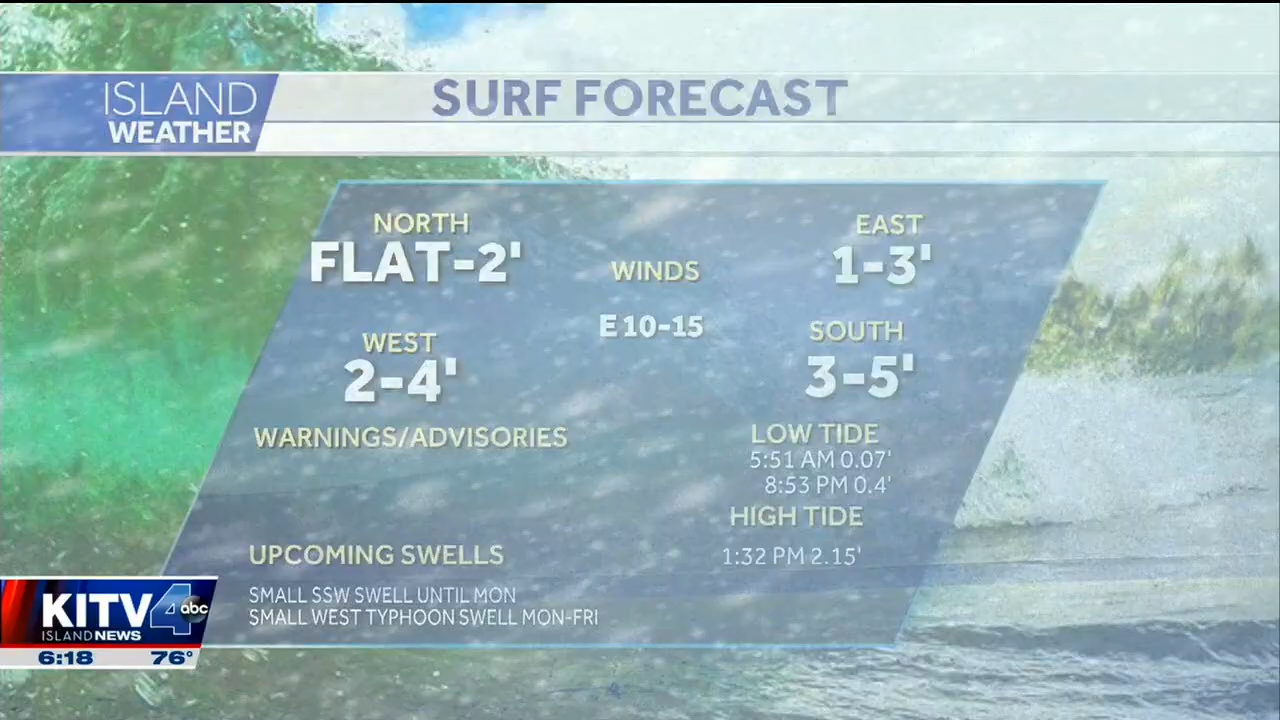 ISLAND
WEATHER
SURF FORECAST
NORTH
FLAT-2'
WINDS
E 10-15
EAST
1-3'
WEST
2-4'
SOUTH
3-5'
WARNINGS/ADVISORIES
LOW TIDE
5:51 AM 0.07'
8:53 PM 0.4'
HIGH TIDE
1:32 PM 2.15'
UPCOMING SWELLS
SMALL SSW SWELL UNTIL MON
SMALL WEST TYPHOON SWELL MON-FRI
KITV 4 abc
ISLAND NEWS
6:18 76°